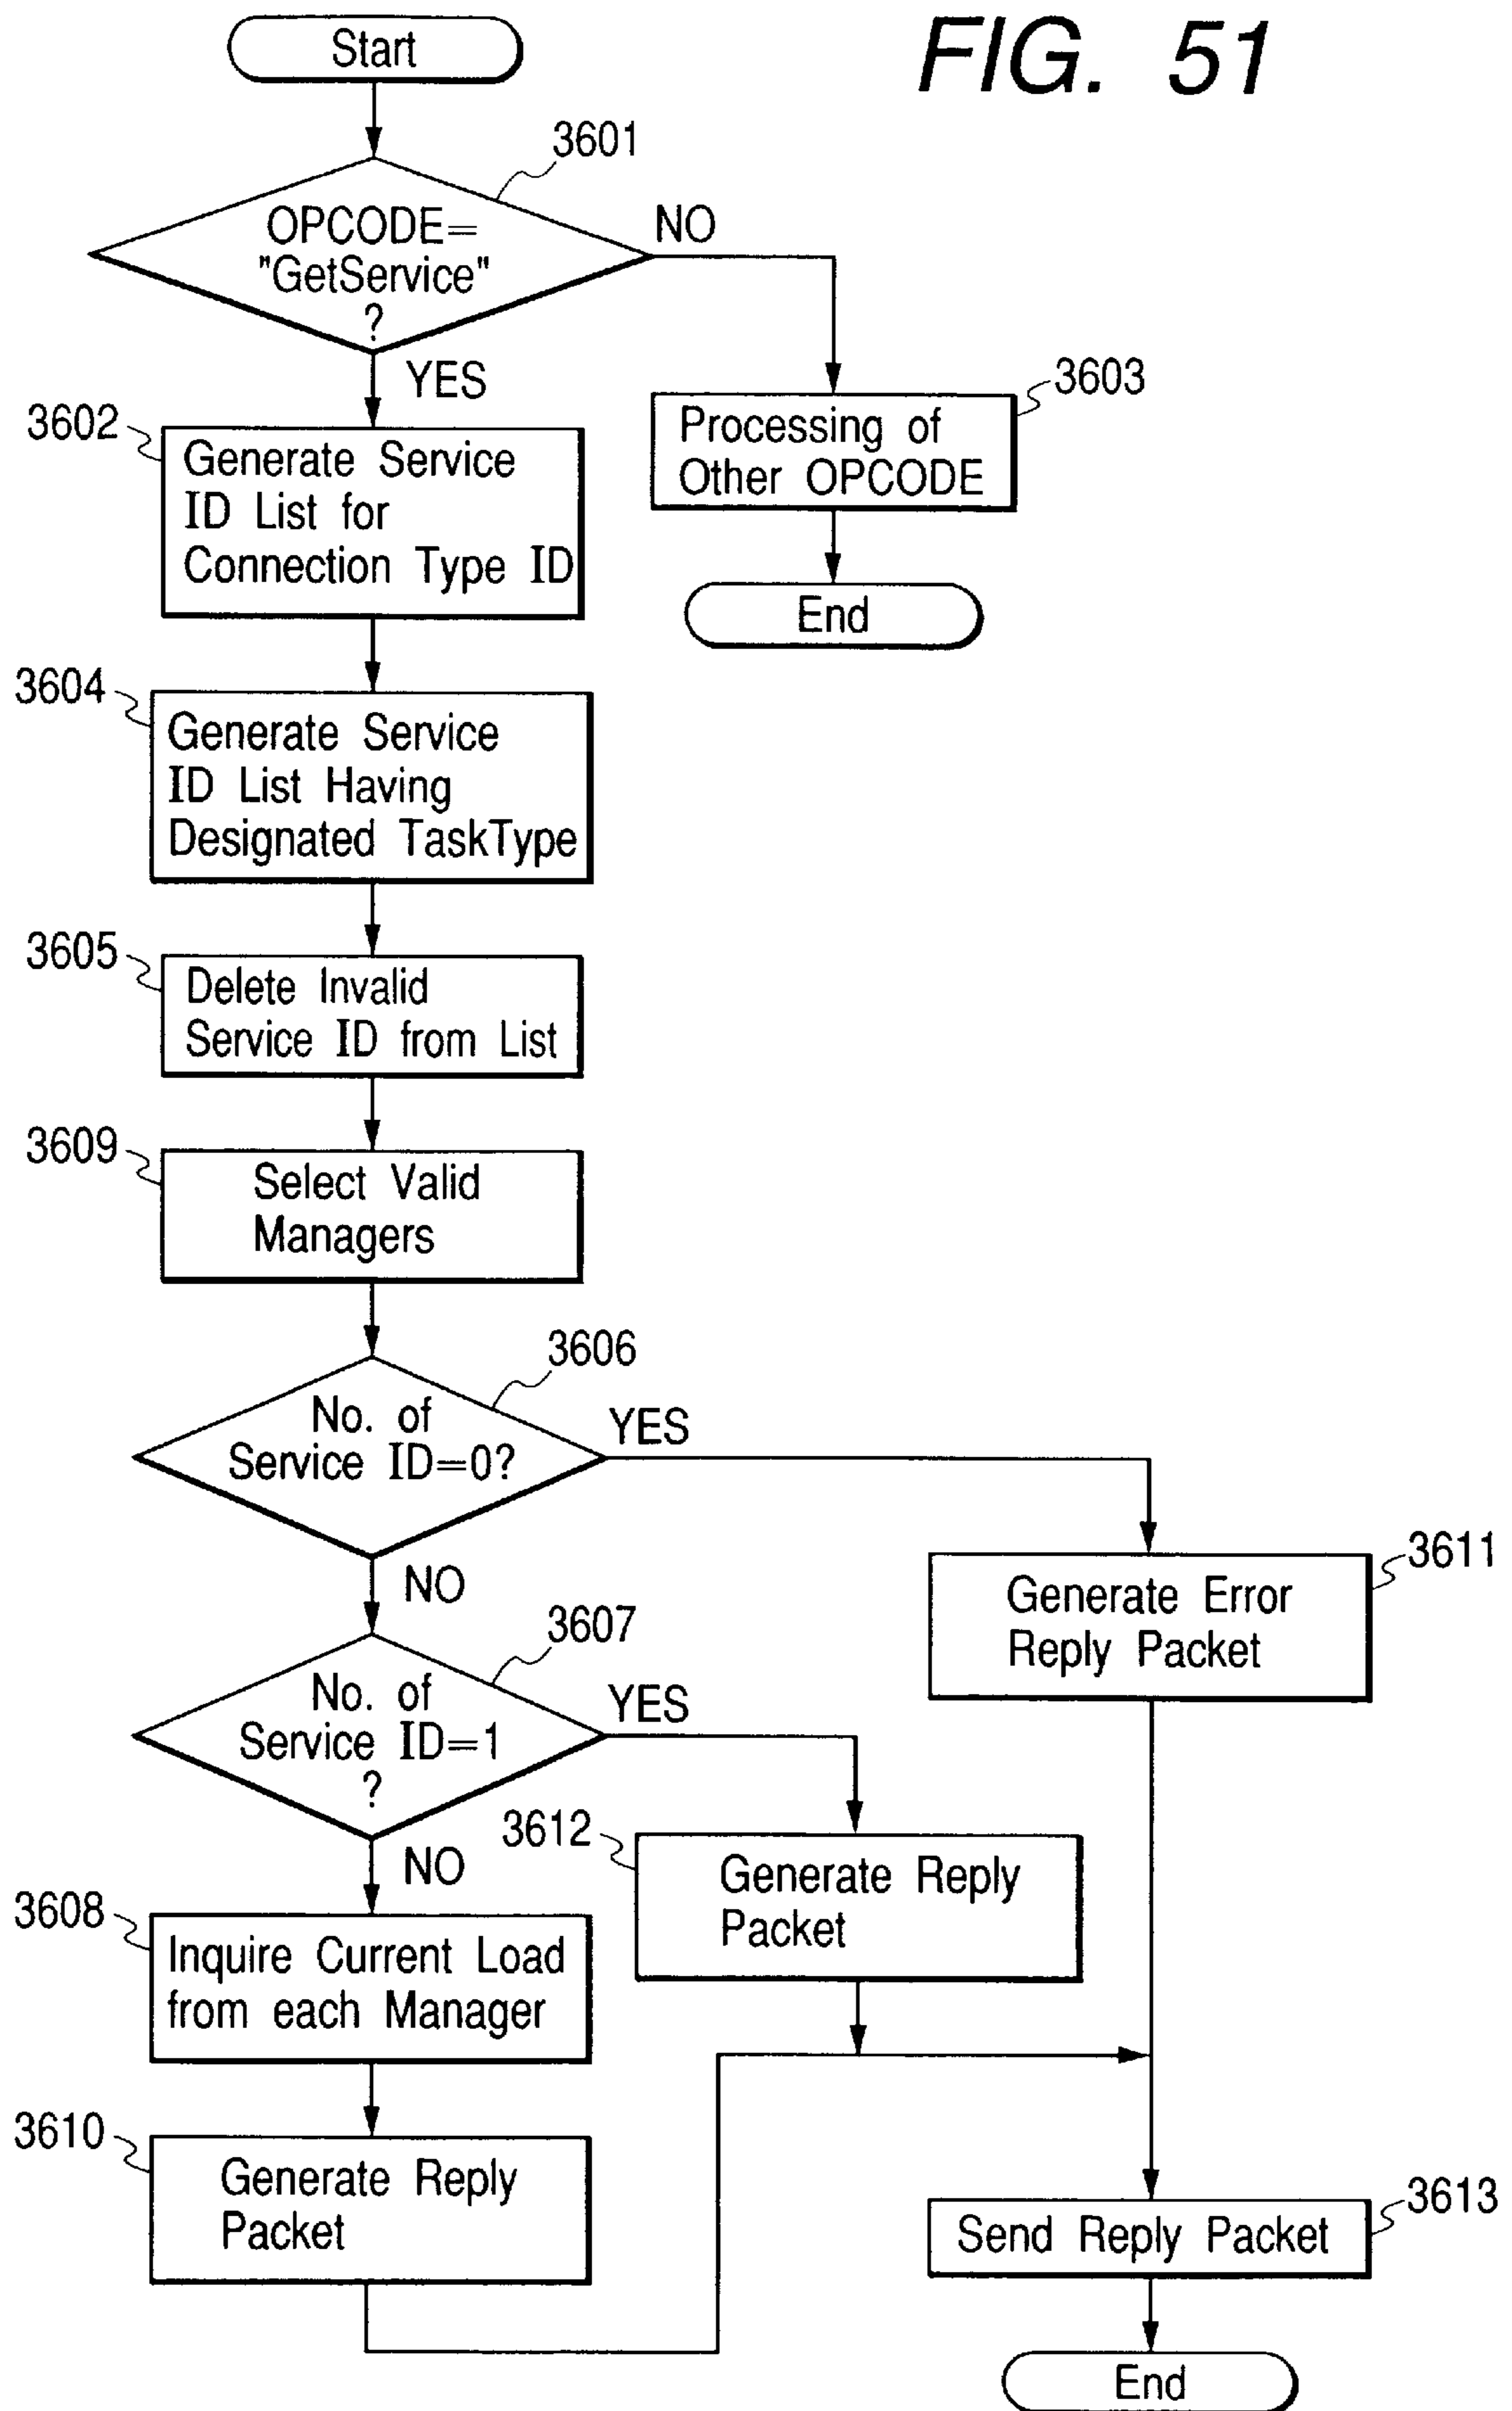 FIG. 51
Start
3601
OPCODE=
"GetService"
?
NO
YES
3602
Generate Service
ID List for
Connection Type ID
3603
Processing of
Other OPCODE
End
3604
Generate Service
ID List Having
Designated TaskType
3605
Delete Invalid
Service ID from List
3609
Select Valid
Managers
3606
No. of
Service ID=0?
YES
NO
3611
Generate Error
Reply Packet
3607
No. of
Service ID=1
?
YES
NO
3612
Generate Reply
Packet
3608
Inquire Current Load
from each Manager
3610
Generate Reply
Packet
3613
Send Reply Packet
End